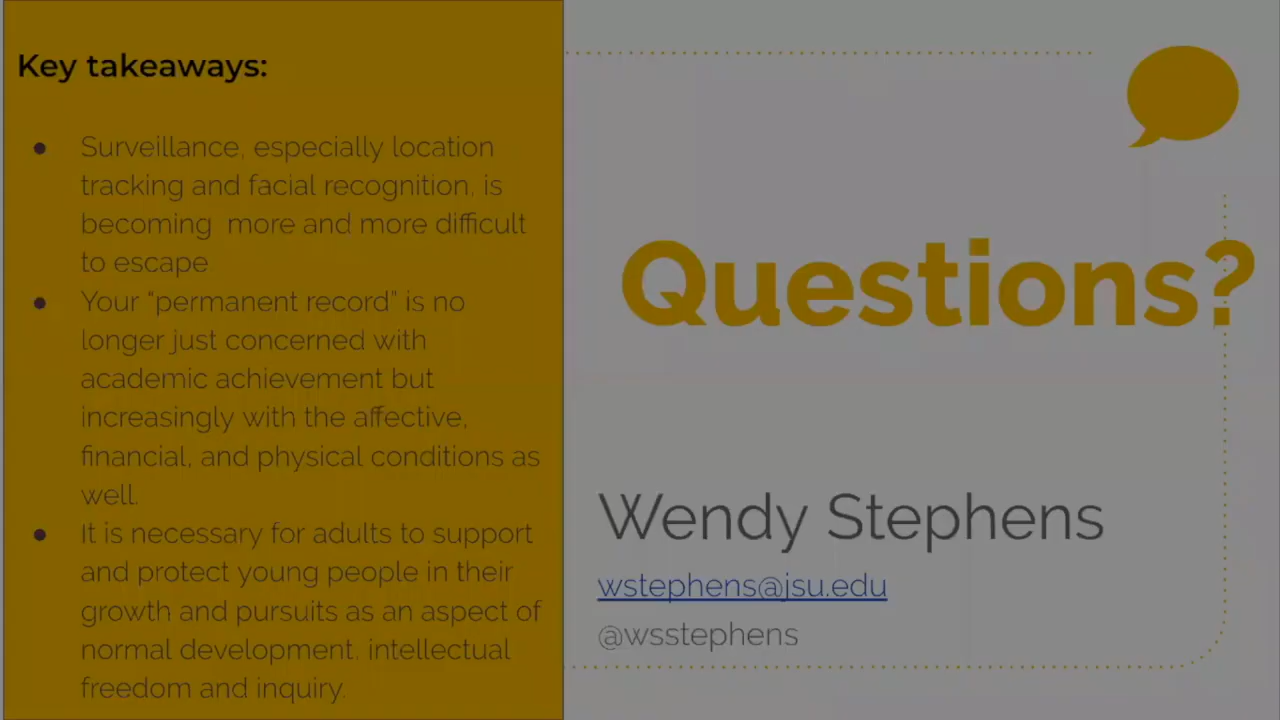 Key takeaways:
● Surveillance, especially location
tracking and facial recognition, is
becoming more and more difficult
to escape
● Your “permanent record” is no
longer just concerned with
academic achievement but
increasingly with the affective,
financial, and physical conditions as
well.
● It is necessary for adults to support
and protect young people in their
growth and pursuits as an aspect of
normal development, intellectual
freedom and inquiry.
Questions?
Wendy Stephens
wstephens@jsu.edu
@wsstephens